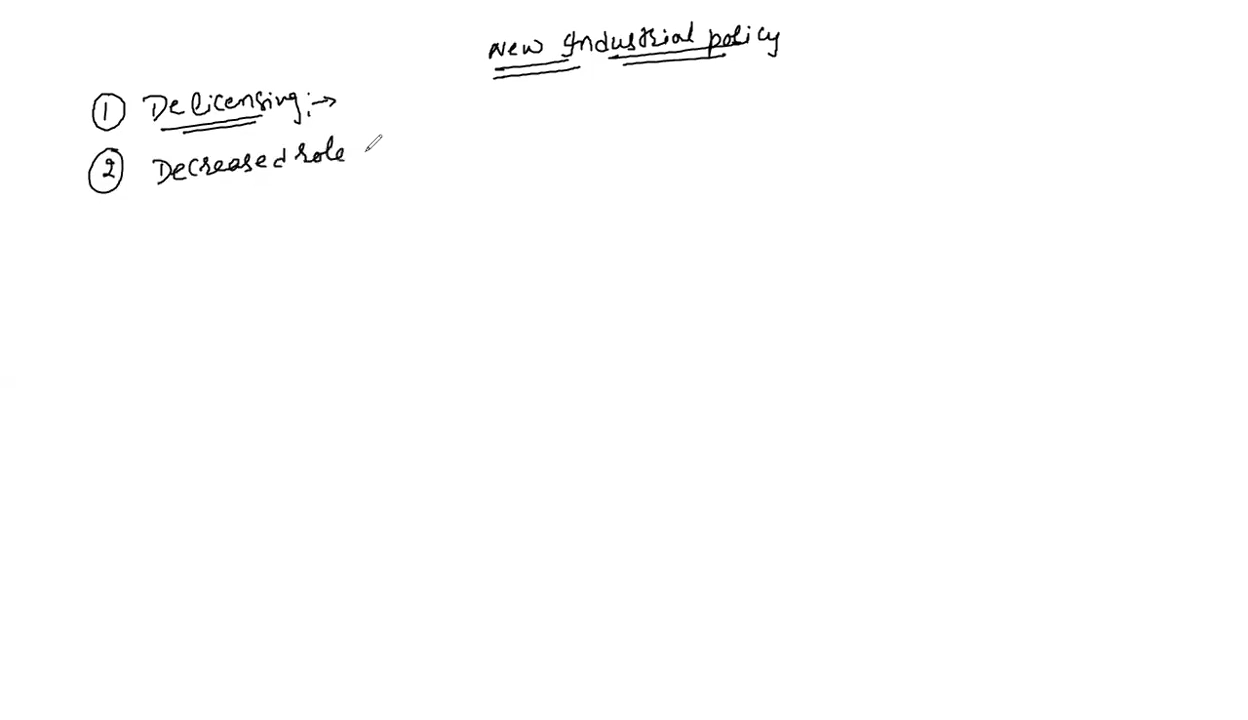 New Industrial policy
① Delicensing :→
② Decreased role